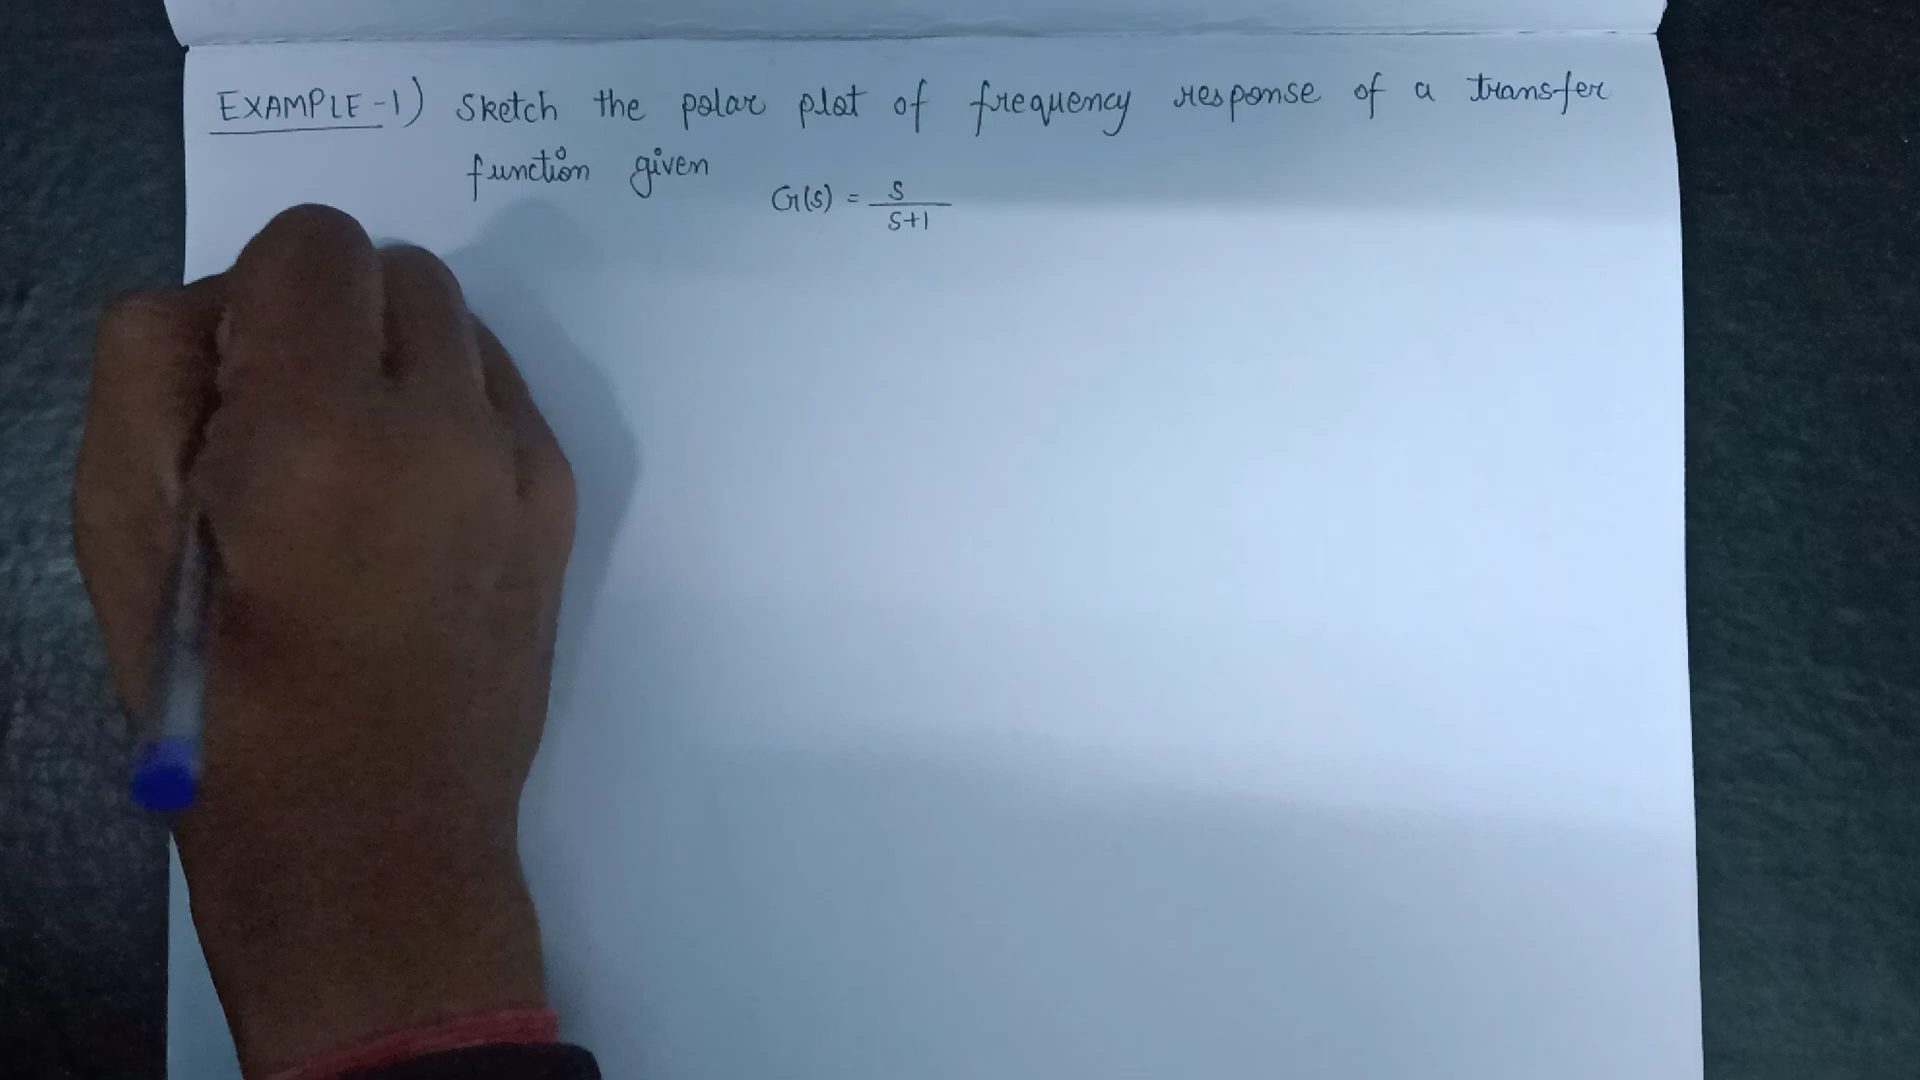 EXAMPLE-1) Sketch the polar plot of frequency response of a transfer
function given
G(s) = s / s+1